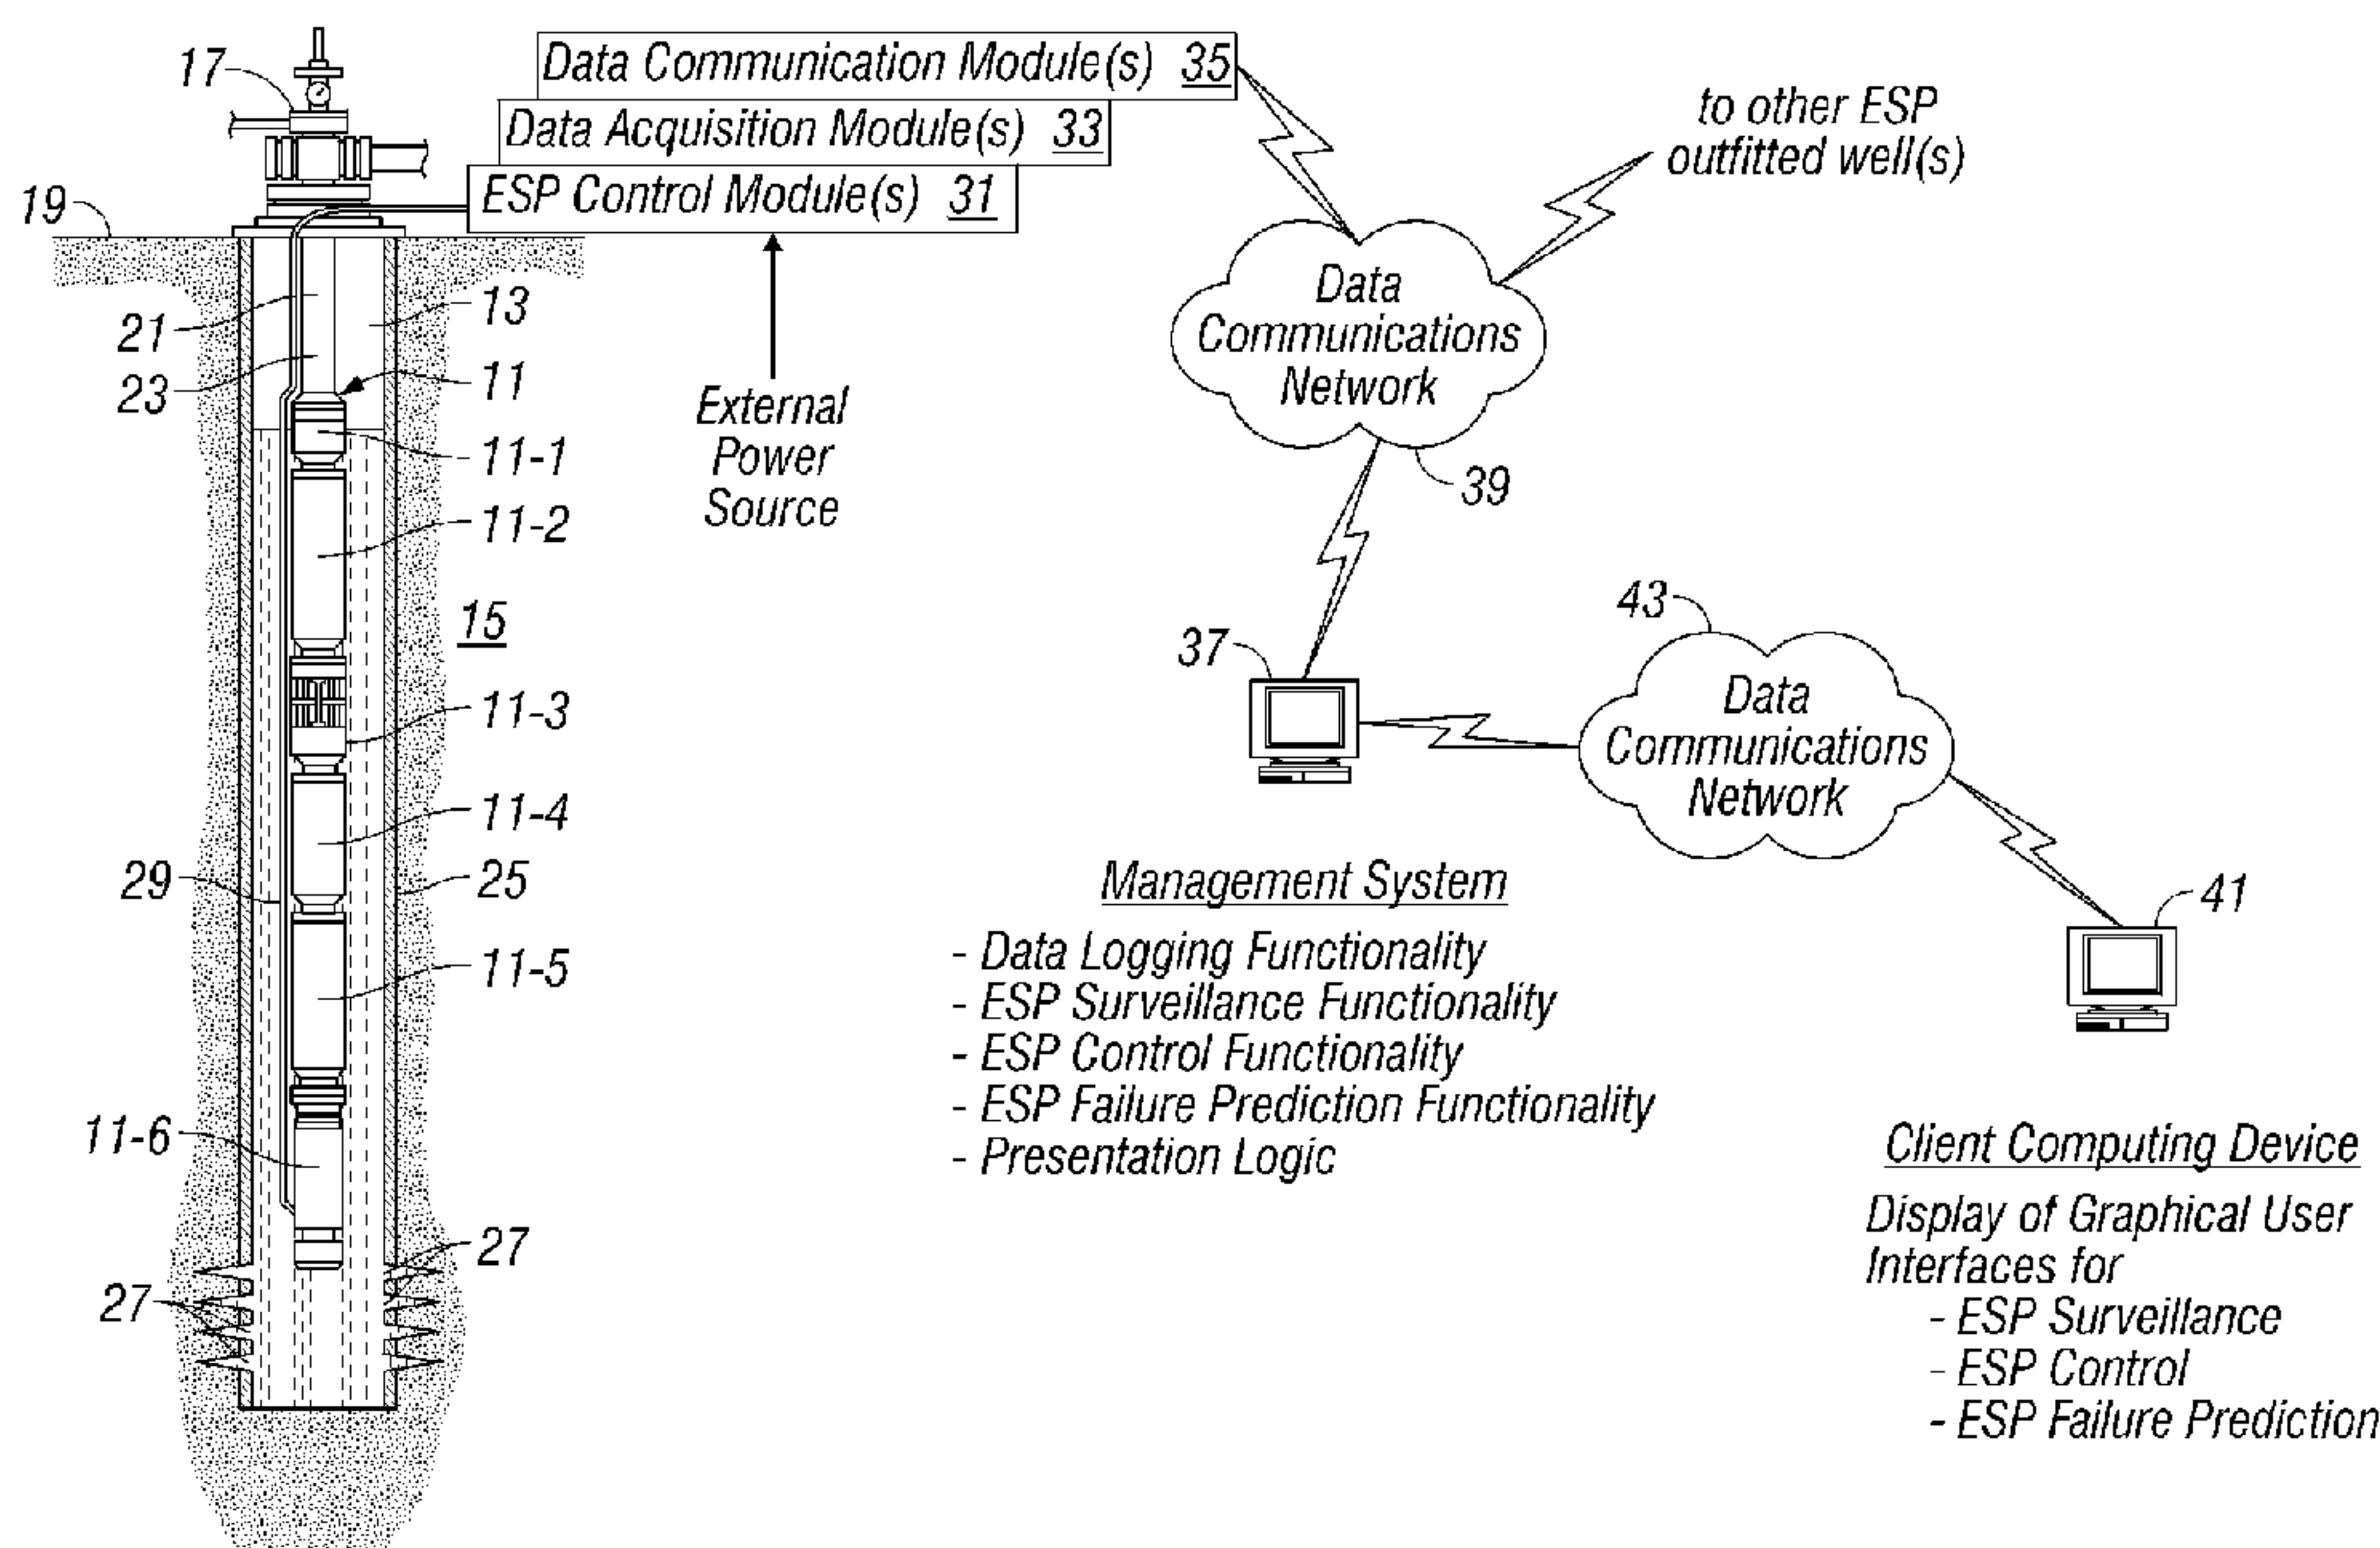 17
Data Communication Module(s) 35
Data Acquisition Module(s) 33
ESP Control Module(s) 31
to other ESP
outfitted well(s)
19
21
13
23
11
11-1
11-2
External
Power
Source
Data
Communications
Network
39
15
11-3
11-4
29
25
11-5
11-6
27
27
37
43
Data
Communications
Network
41
Management System
- Data Logging Functionality
- ESP Surveillance Functionality
- ESP Control Functionality
- ESP Failure Prediction Functionality
- Presentation Logic
Client Computing Device
Display of Graphical User
Interfaces for
- ESP Surveillance
- ESP Control
- ESP Failure Prediction